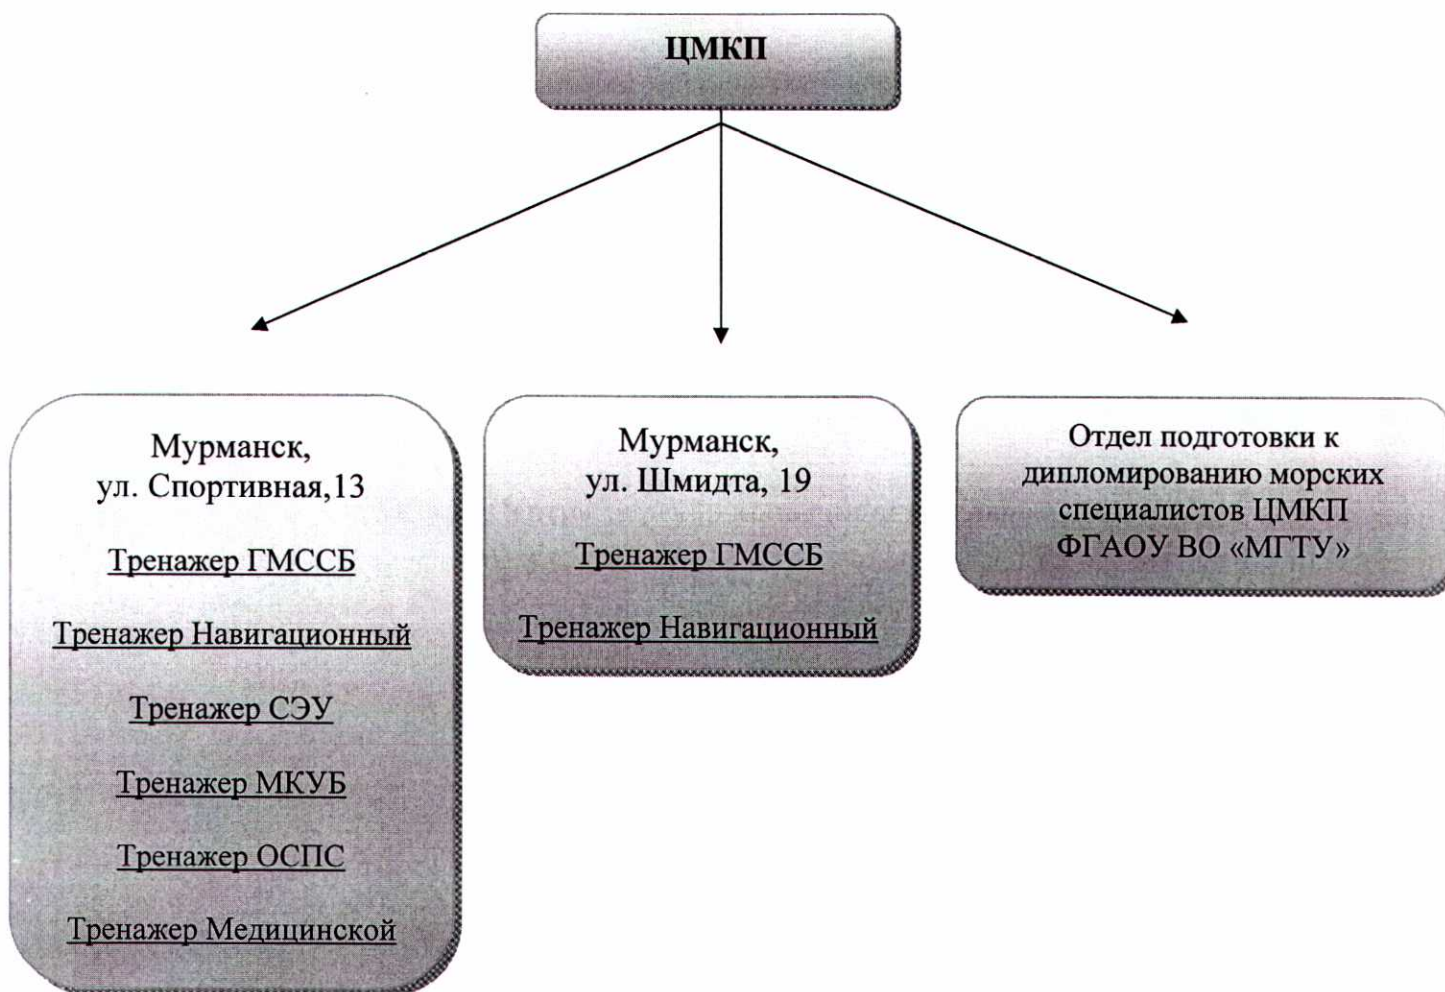 ЦМКП
Мурманск,
ул. Спортивная,13
Тренажер ГМССБ
Тренажер Навигационный
Тренажер СЭУ
Тренажер МКУБ
Тренажер ОСПС
Тренажер Медицинской
Мурманск,
ул. Шмидта, 19
Тренажер ГМССБ
Тренажер Навигационный
Отдел подготовки к
дипломированию морских
специалистов ЦМКП
ФГАОУ ВО «МГТУ»